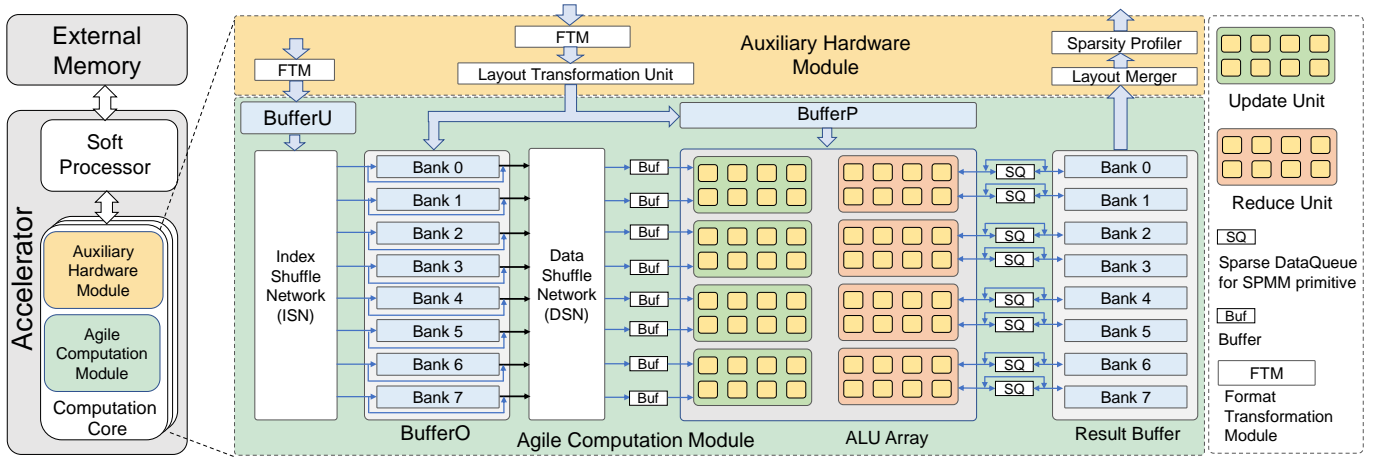 External
Memory
Accelerator
Soft
Processor
Auxiliary
Hardware
Module
Agile
Computation
Module
Computation
Core
FTM
FTM
Layout Transformation Unit
Auxiliary Hardware
Module
Sparsity Profiler
Layout Merger
BufferU
BufferP
Index
Shuffle
Network
(ISN)
Bank 0
Bank 1
Bank 2
Bank 3
Bank 4
Bank 5
Bank 6
Bank 7
BufferO
Data
Shuffle
Network
(DSN)
Buf
Buf
Buf
Buf
Buf
Buf
Buf
Buf
Agile Computation Module
ALU Array
SQ
SQ
SQ
SQ
SQ
SQ
SQ
SQ
Bank 0
Bank 1
Bank 2
Bank 3
Bank 4
Bank 5
Bank 6
Bank 7
Result Buffer
Update Unit
Reduce Unit
SQ
Sparse DataQueue
for SPMM primitive
Buf
Buffer
FTM
Format
Transformation
Module